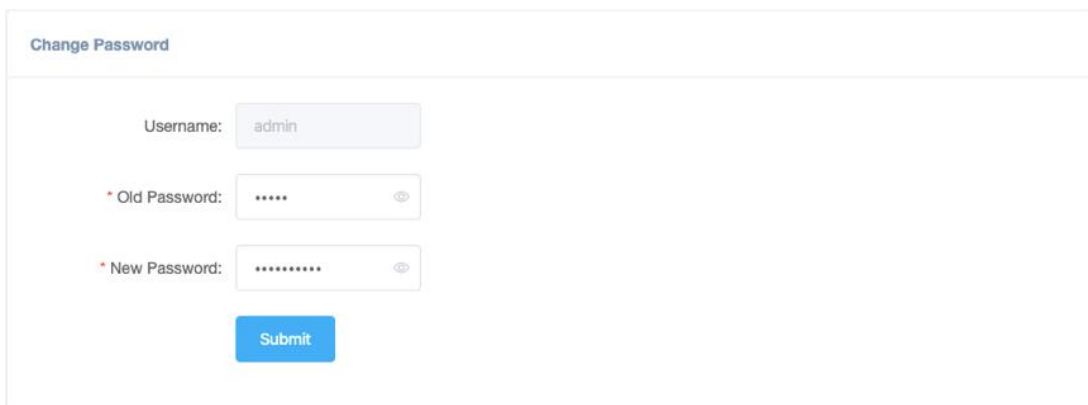 Change Password
Username: admin
* Old Password: •••••
* New Password: ••••••••••
Submit